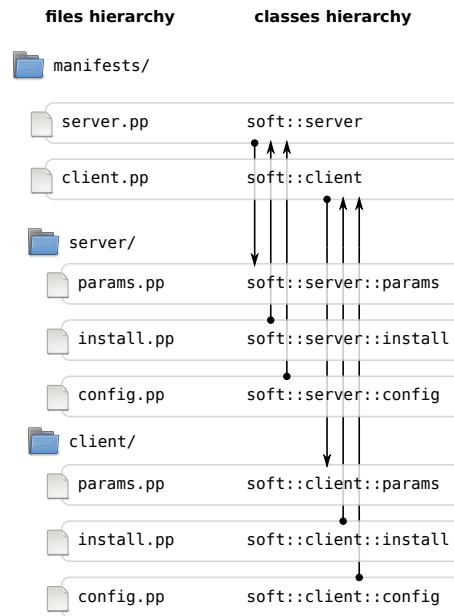 files hierarchy classes hierarchy
manifests/
server.pp soft::server
client.pp soft::client
server/
params.pp soft::server::params
install.pp soft::server::install
config.pp soft::server::config
client/
params.pp soft::client::params
install.pp soft::client::install
config.pp soft::client::config